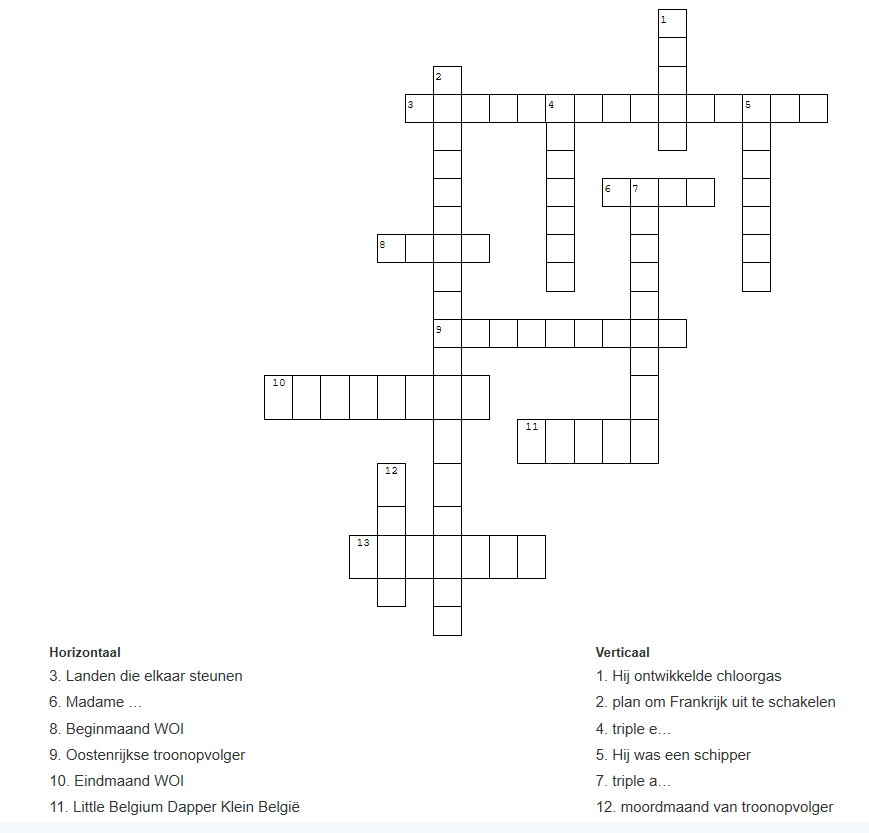 1
2
3 4 5
6 7
8
9
10
11
12
13
Horizontaal
3. Landen die elkaar steunen
6. Madame …
8. Beginmaand WOI
9. Oostenrijkse troonopvolger
10. Eindmaand WOI
11. Little Belgium Dapper Klein België
Verticaal
1. Hij ontwikkelde chloorgas
2. plan om Frankrijk uit te schakelen
4. triple e…
5. Hij was een schipper
7. triple a…
12. moordmaand van troonopvolger